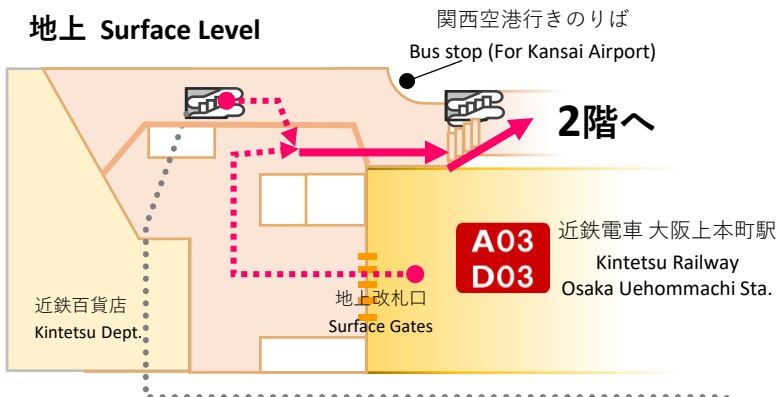 地上 Surface Level
関西空港行きのりば
Bus stop (For Kansai Airport)
2階へ
A03
D03
近鉄電車 大阪上本町駅
Kintetsu Railway
Osaka Uehommachi Sta.
近鉄百貨店
Kintetsu Dept.
地上改札口
Surface Gates